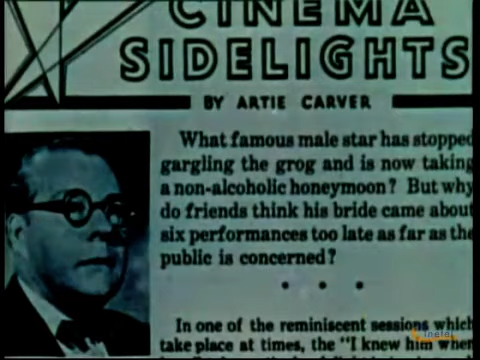 CINEMA
SIDELIGHTS
BY ARTIE CARVER
What famous male star has stopped
gargling the grog and is now taking
a non-alcoholic honeymoon? But why
do friends think his bride came about
six performances too late as far as the
public is concerned?
In one of the reminiscent sessions which
take place at times, the "I knew him when